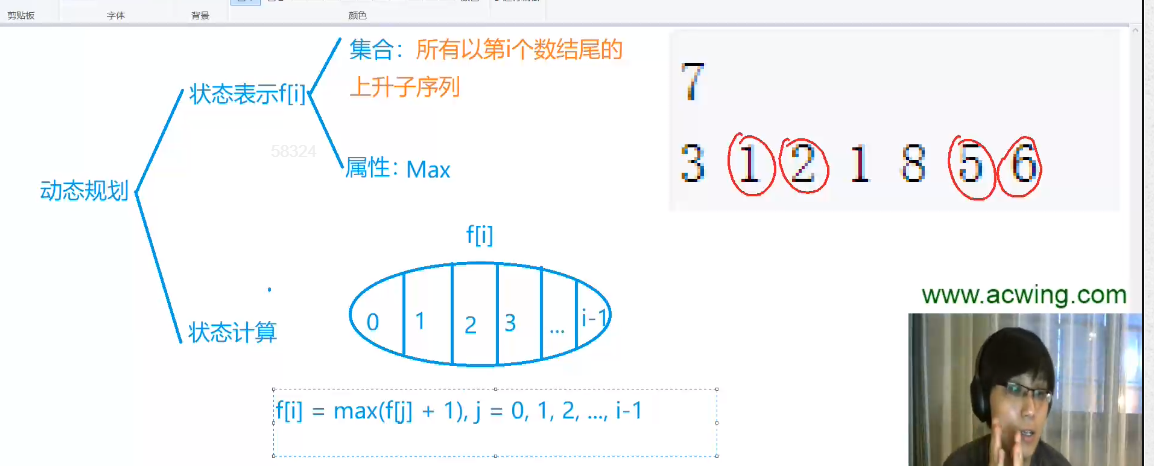 剪贴板
字体
背景
颜色
集合：所有以第i个数结尾的
上升子序列
状态表示f[i]
58324
属性：Max
动态规划
7
3 1 2 1 8 5 6
f[i]
0 1 2 3 ... i-1
状态计算
f[i] = max(f[j] + 1), j = 0, 1, 2, ..., i-1
www.acwing.com